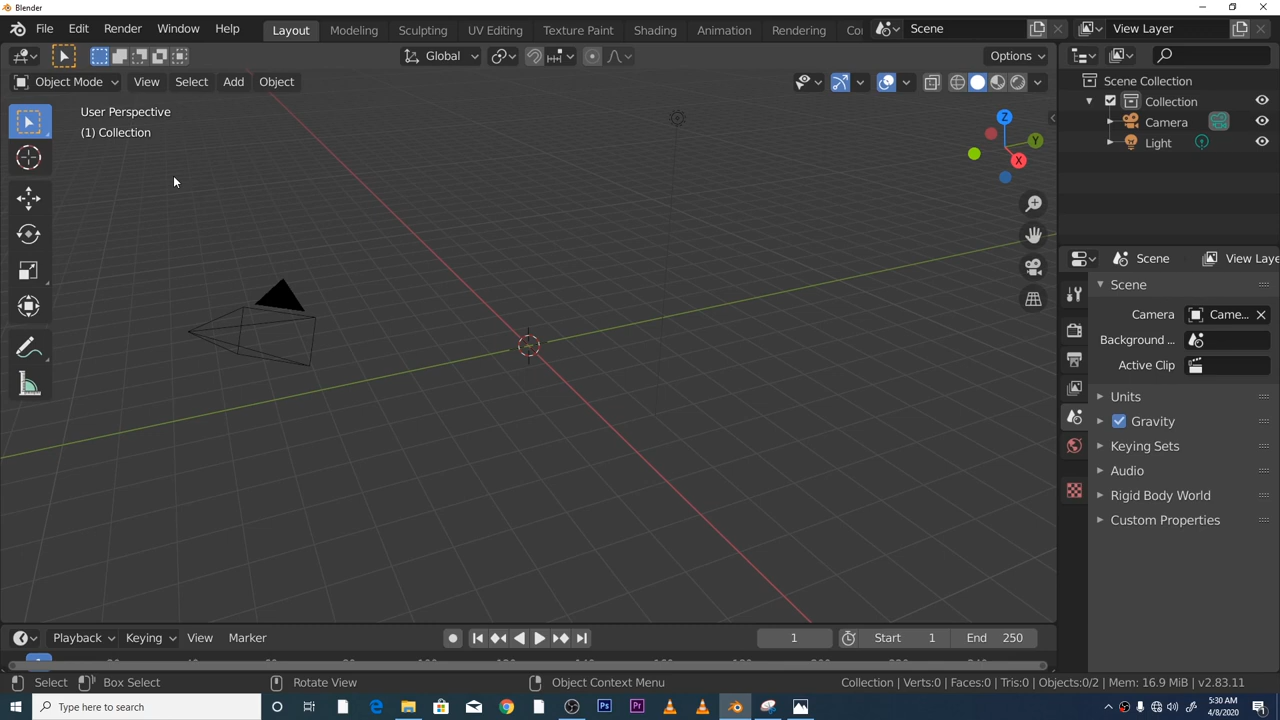 Blender
File Edit Render Window Help Layout Modeling Sculpting UV Editing Texture Paint Shading Animation Rendering Scene View Layer
Global Options
Object Mode View Select Add Object
User Perspective
(1) Collection
Z
Y
X
Scene Collection
Collection
Camera
Light
Scene View Laye
Scene
Camera Came...
Background ...
Active Clip
Units
Gravity
Keying Sets
Audio
Rigid Body World
Custom Properties
Playback Keying View Marker 1 Start 1 End 250
Select Box Select Rotate View Object Context Menu Collection | Verts:0 | Faces:0 | Tris:0 | Objects:0/2 | Mem: 16.9 MiB | v2.83.11
Type here to search
5:30 AM
4/8/2020